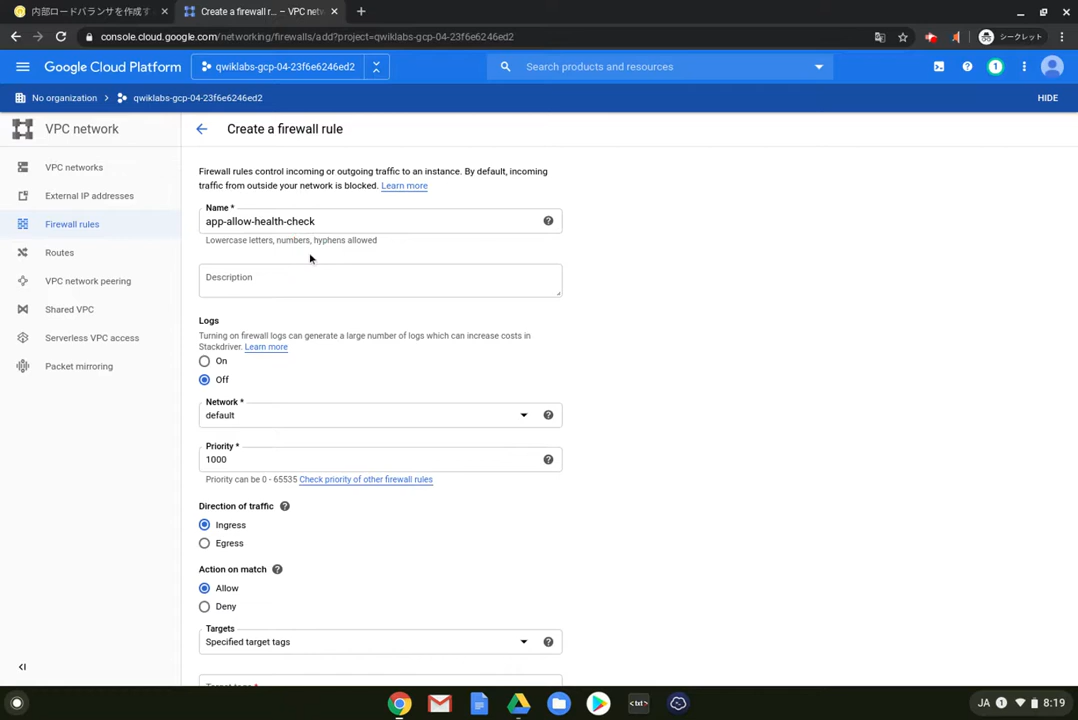 内部ロードバランサを作成す
Create a firewall r... – VPC netw
console.cloud.google.com/networking/firewalls/add?project=qwiklabs-gcp-04-23f6e6246ed2
シークレット
Google Cloud Platform
qwiklabs-gcp-04-23f6e6246ed2
Search products and resources
1
No organization
qwiklabs-gcp-04-23f6e6246ed2
HIDE
VPC network
Create a firewall rule
VPC networks
External IP addresses
Firewall rules
Routes
VPC network peering
Shared VPC
Serverless VPC access
Packet mirroring
Firewall rules control incoming or outgoing traffic to an instance. By default, incoming
traffic from outside your network is blocked. Learn more
Name *
app-allow-health-check
Lowercase letters, numbers, hyphens allowed
Description
Logs
Turning on firewall logs can generate a large number of logs which can increase costs in
Stackdriver. Learn more
On
Off
Network *
default
Priority *
1000
Priority can be 0 - 65535 Check priority of other firewall rules
Direction of traffic
Ingress
Egress
Action on match
Allow
Deny
Targets
Specified target tags
Target tags *
<txt>
JA
1
8:19